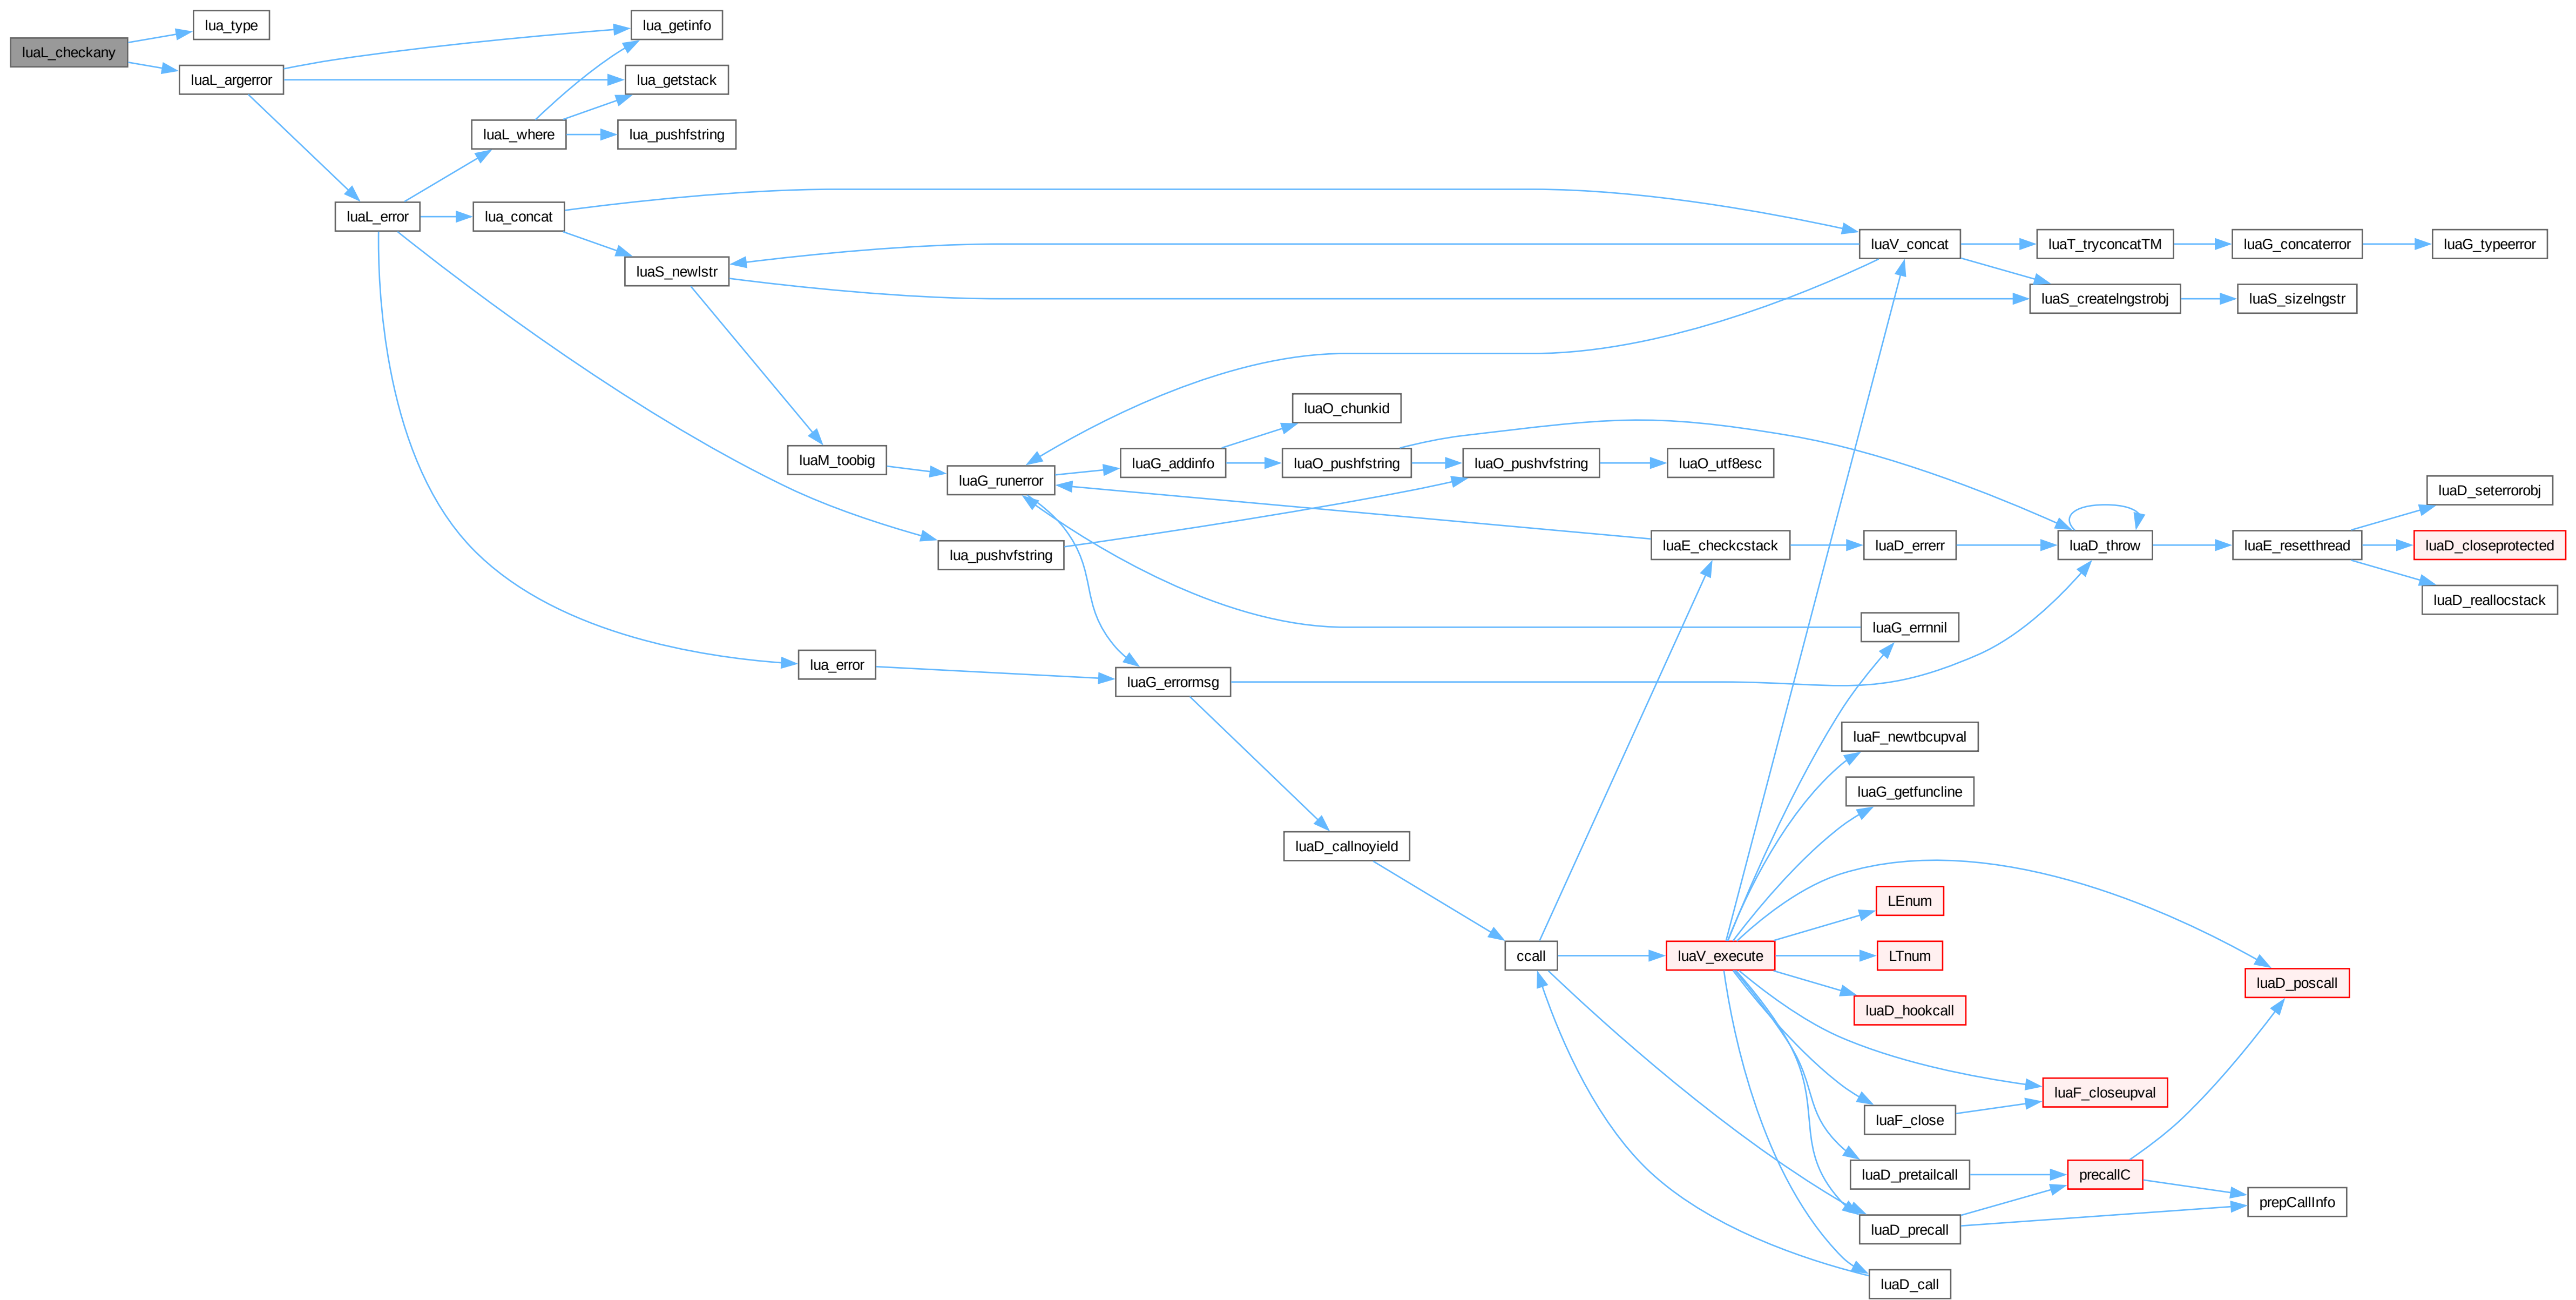 luaL_checkany
lua_type
luaL_argerror
lua_getinfo
lua_getstack
luaL_where
lua_pushfstring
luaL_error
lua_concat
luaS_newlstr
luaV_concat
luaT_tryconcatTM
luaG_concaterror
luaG_typeerror
luaS_createlngstrobj
luaS_sizelngstr
luaM_toobig
luaG_runerror
luaG_addinfo
luaO_chunkid
luaO_pushfstring
luaO_pushvfstring
luaO_utf8esc
lua_pushvfstring
luaE_checkcstack
luaD_errerr
luaD_throw
luaE_resetthread
luaD_seterrorobj
luaD_closeprotected
luaD_reallocstack
lua_error
luaG_errormsg
luaG_errnnil
luaF_newtbcupval
luaG_getfuncline
luaD_callnoyield
ccall
luaV_execute
LEnum
LTnum
luaD_hookcall
luaD_poscall
luaF_closeupval
luaF_close
luaD_pretailcall
precallC
prepCallInfo
luaD_precall
luaD_call